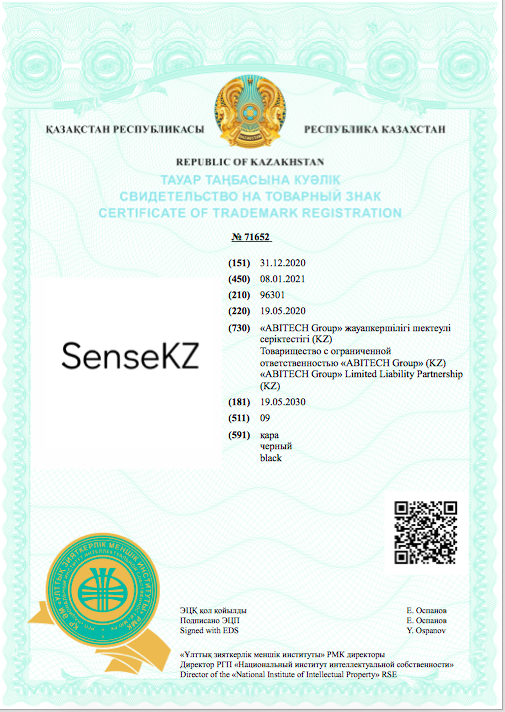 ҚАЗАҚСТАН РЕСПУБЛИКАСЫ
РЕСПУБЛИКА КАЗАХСТАН
REPUBLIC OF KAZAKHSTAN
ТАУАР ТАҢБАСЫНА КУӘЛІК
СВИДЕТЕЛЬСТВО НА ТОВАРНЫЙ ЗНАК
CERTIFICATE OF TRADEMARK REGISTRATION
№ 71652
(151) 31.12.2020
(450) 08.01.2021
(210) 96301
(220) 19.05.2020
(730) «ABITECH Group» жауапкершілігі шектеулі
серіктестігі (KZ)
Товарищество с ограниченной
ответственностью «ABITECH Group» (KZ)
«ABITECH Group» Limited Liability Partnership
(KZ)
(181) 19.05.2030
(511) 09
(591) қара
черный
black
SenseKZ
ЭЦҚ қол қойылды Е. Оспанов
Подписано ЭЦП Е. Оспанов
Signed with EDS Y. Ospanov
«Ұлттық зияткерлік меншік институты» РМК директоры
Директор РГП «Национальный институт интеллектуальной собственности»
Director of the «National Institute of Intellectual Property» RSE